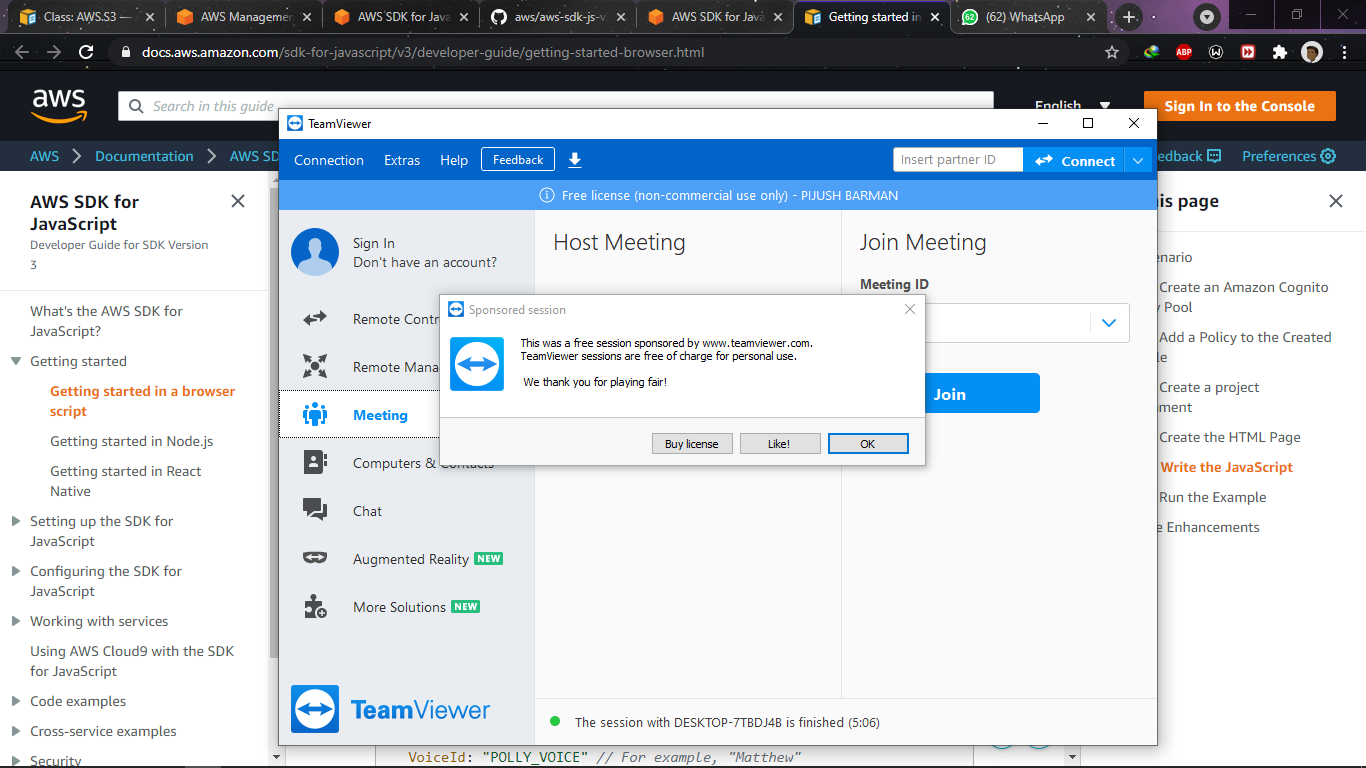 Class: AWS.S3 — A
AWS Managemen
AWS SDK for Java
aws/aws-sdk-js-v
AWS SDK for Java
Getting started in
(62) WhatsApp
docs.aws.amazon.com/sdk-for-javascript/v3/developer-guide/getting-started-browser.html
ABP
aws
Search in this guide
English
Sign In to the Console
AWS
Documentation
AWS SD
edback
Preferences
TeamViewer
Connection
Extras
Help
Feedback
Insert partner ID
Connect
Free license (non-commercial use only) - PIJUSH BARMAN
AWS SDK for
JavaScript
Developer Guide for SDK Version
3
What's the AWS SDK for
JavaScript?
Getting started
Getting started in a browser
script
Getting started in Node.js
Getting started in React
Native
Setting up the SDK for
JavaScript
Configuring the SDK for
JavaScript
Working with services
Using AWS Cloud9 with the SDK
for JavaScript
Code examples
Cross-service examples
Security
Sign In
Don't have an account?
Remote Contr
Remote Mana
Meeting
Computers & Contacts
Chat
Augmented Reality NEW
More Solutions NEW
TeamViewer
Host Meeting
Join Meeting
Meeting ID
Join
Sponsored session
This was a free session sponsored by www.teamviewer.com.
TeamViewer sessions are free of charge for personal use.
We thank you for playing fair!
Buy license
Like!
OK
The session with DESKTOP-7TBDJ4B is finished (5:06)
is page
enario
Create an Amazon Cognito
y Pool
Add a Policy to the Created
le
Create a project
ment
Create the HTML Page
Write the JavaScript
Run the Example
e Enhancements
VoiceId: "POLLY_VOICE" // For example, "Matthew"